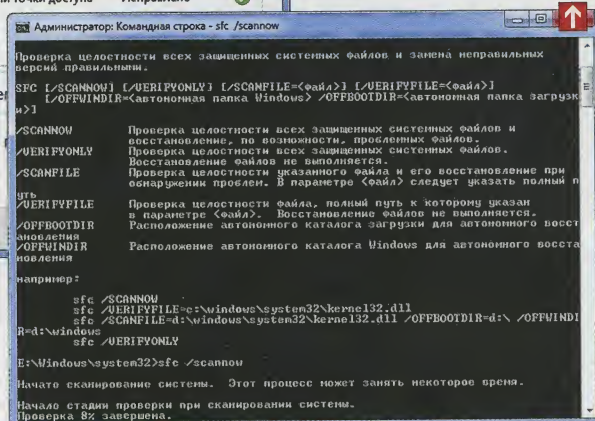 точка доступа Исправлено
Администратор: Командная строка - sfc /scannow
Проверка целостности всех защищенных системных файлов и замена неправильных
версий правильными.
SFC [/SCANNOW] [/VERIFYONLY] [/SCANFILE=<файл>] [/VERIFYFILE=<файл>]
[/OFFWINDIR=<автономная папка Windows> /OFFBOOTDIR=<автономная папка загрузк
и>]
/SCANNOW Проверка целостности всех защищенных системных файлов и
восстановление, по возможности, проблемных файлов.
/VERIFYONLY Проверка целостности всех защищенных системных файлов.
Восстановление файлов не выполняется.
/SCANFILE Проверка целостности указанного файла и его восстановление при
обнаружении проблем. В параметре <файл> следует указать полный п
уть
/VERIFYFILE Проверка целостности файла, полный путь к которому указан
в параметре <файл>. Восстановление файлов не выполняется.
/OFFBOOTDIR Расположение автономного каталога загрузки для автономного восст
ановления
/OFFWINDIR Расположение автономного каталога Windows для автономного восста
новления
например:
sfc /SCANNOW
sfc /VERIFYFILE=c:\windows\system32\kernel32.dll
sfc /SCANFILE=d:\windows\system32\kernel32.dll /OFFBOOTDIR=d:\ /OFFWINDI
R=d:\windows
sfc /VERIFYONLY
E:\Windows\system32>sfc /scannow
Начато сканирование системы. Этот процесс может занять некоторое время.
Начало стадии проверки при сканировании системы.
Проверка 8% завершена.